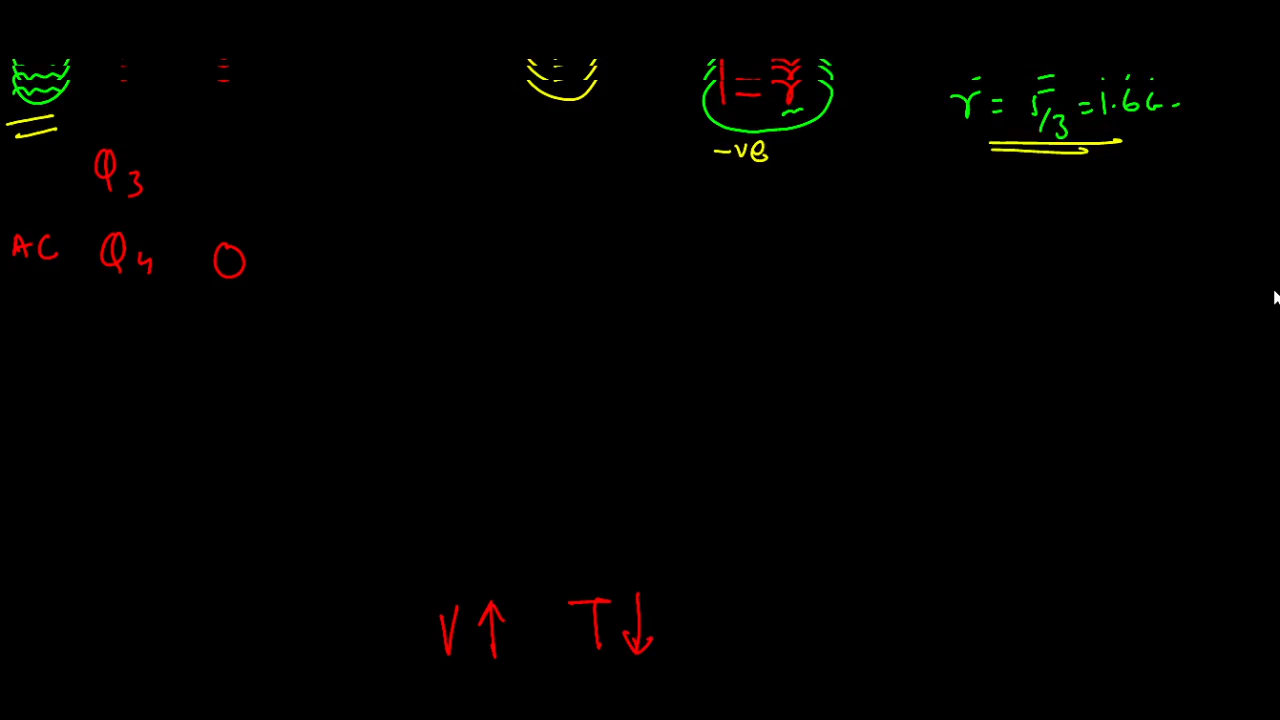 1 - γ
γ = 5/3 = 1.66.
-ve
Q3
AC Q4 0
V↑ T↓